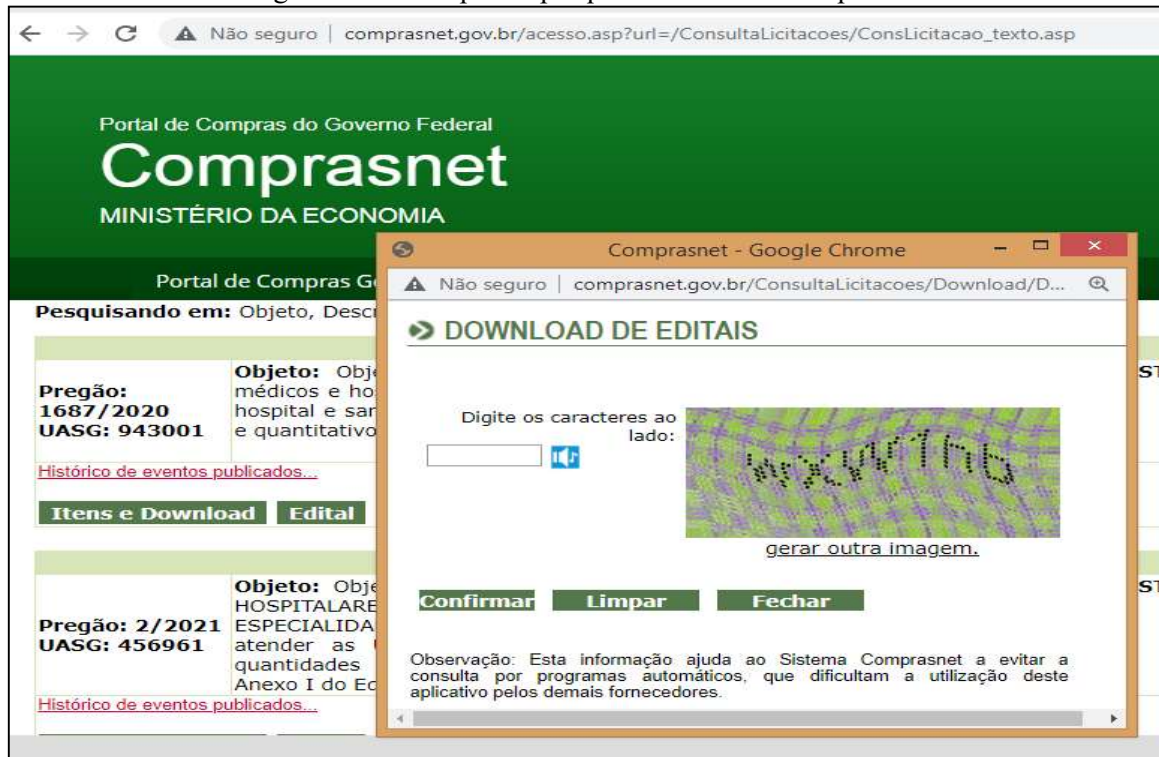 Não seguro | comprasnet.gov.br/acesso.asp?url=/ConsultaLicitacoes/ConsLicitacao_texto.asp
Portal de Compras do Governo Federal
Comprasnet
MINISTÉRIO DA ECONOMIA
Portal de Compras G
Pesquisando em: Objeto, Descr
Objeto: Obje
Pregão: médicos e ho
1687/2020 hospital e sar
UASG: 943001 e quantitativo
Histórico de eventos publicados...
Itens e Download Edital
Objeto: Obje
HOSPITALARE
Pregão: 2/2021 ESPECIALIDA
UASG: 456961 atender as
quantidades
Anexo I do Ed
Histórico de eventos publicados...
Comprasnet - Google Chrome
Não seguro | comprasnet.gov.br/ConsultaLicitacoes/Download/D...
DOWNLOAD DE EDITAIS
Digite os caracteres ao
lado:
gerar outra imagem.
Confirmar Limpar Fechar
Observação: Esta informação ajuda ao Sistema Comprasnet a evitar a
consulta por programas automáticos, que dificultam a utilização deste
aplicativo pelos demais fornecedores.
ST
ST